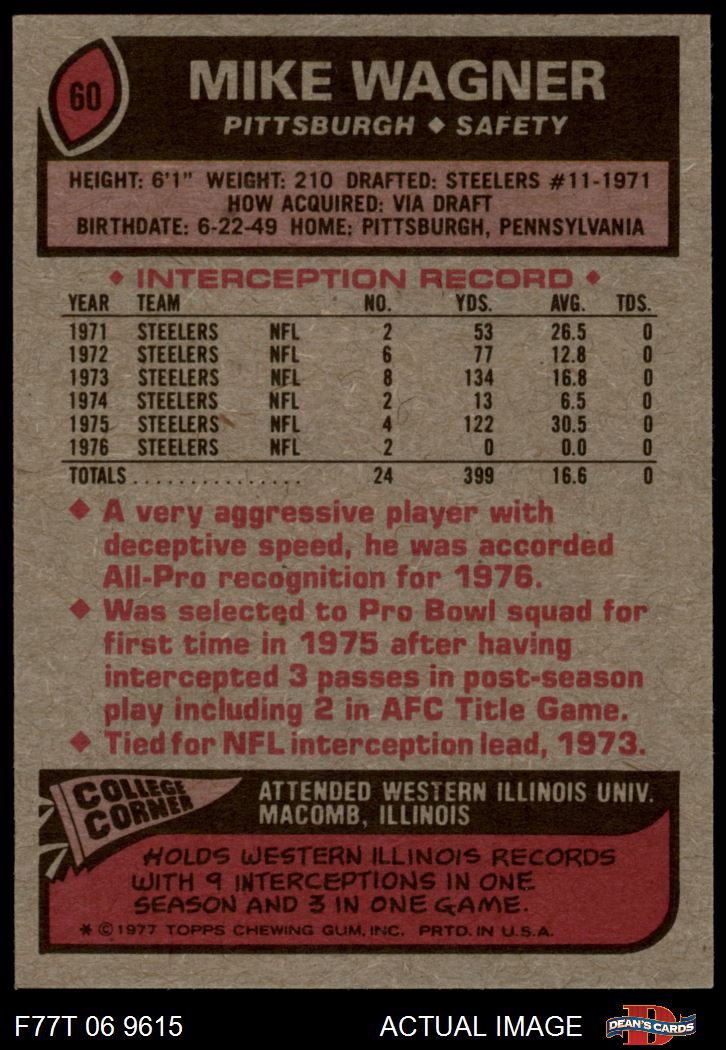 60
MIKE WAGNER
PITTSBURGH ◆ SAFETY
HEIGHT: 6'1" WEIGHT: 210 DRAFTED: STEELERS #11-1971
HOW ACQUIRED: VIA DRAFT
BIRTHDATE: 6-22-49 HOME: PITTSBURGH, PENNSYLVANIA
◆ INTERCEPTION RECORD ◆
YEAR TEAM NO. YDS. AVG. TDS.
1971 STEELERS NFL 2 53 26.5 0
1972 STEELERS NFL 6 77 12.8 0
1973 STEELERS NFL 8 134 16.8 0
1974 STEELERS NFL 2 13 6.5 0
1975 STEELERS NFL 4 122 30.5 0
1976 STEELERS NFL 2 0 0.0 0
TOTALS............... 24 399 16.6 0
◆ A very aggressive player with
deceptive speed, he was accorded
All-Pro recognition for 1976.
◆ Was selected to Pro Bowl squad for
first time in 1975 after having
intercepted 3 passes in post-season
play including 2 in AFC Title Game.
◆ Tied for NFL interception lead, 1973.
COLLEGE
CORNER
ATTENDED WESTERN ILLINOIS UNIV.
MACOMB, ILLINOIS
HOLDS WESTERN ILLINOIS RECORDS
WITH 9 INTERCEPTIONS IN ONE
SEASON AND 3 IN ONE GAME.
* © 1977 TOPPS CHEWING GUM, INC. PRTD. IN U.S.A.
F77T 06 9615 ACTUAL IMAGE D DEAN'S CARDS